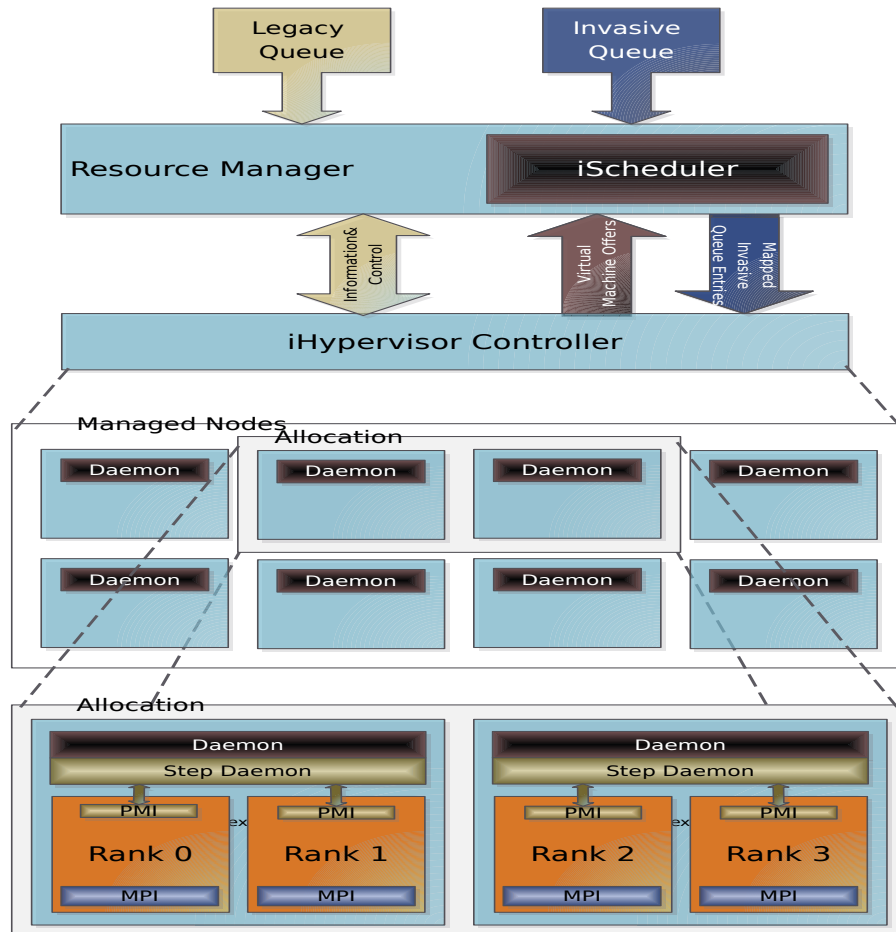 Legacy
Queue
Invasive
Queue
Resource Manager
iScheduler
Information&
Control
Virtual
Machine Offers
Mapped
Invasive
Queue Entries
iHypervisor Controller
Managed Nodes
Allocation
Daemon
Daemon
Daemon
Daemon
Daemon
Daemon
Daemon
Daemon
Allocation
Daemon
Step Daemon
Daemon
Step Daemon
PMI
PMI
PMI
PMI
ex
ex
Rank 0
Rank 1
Rank 2
Rank 3
MPI
MPI
MPI
MPI